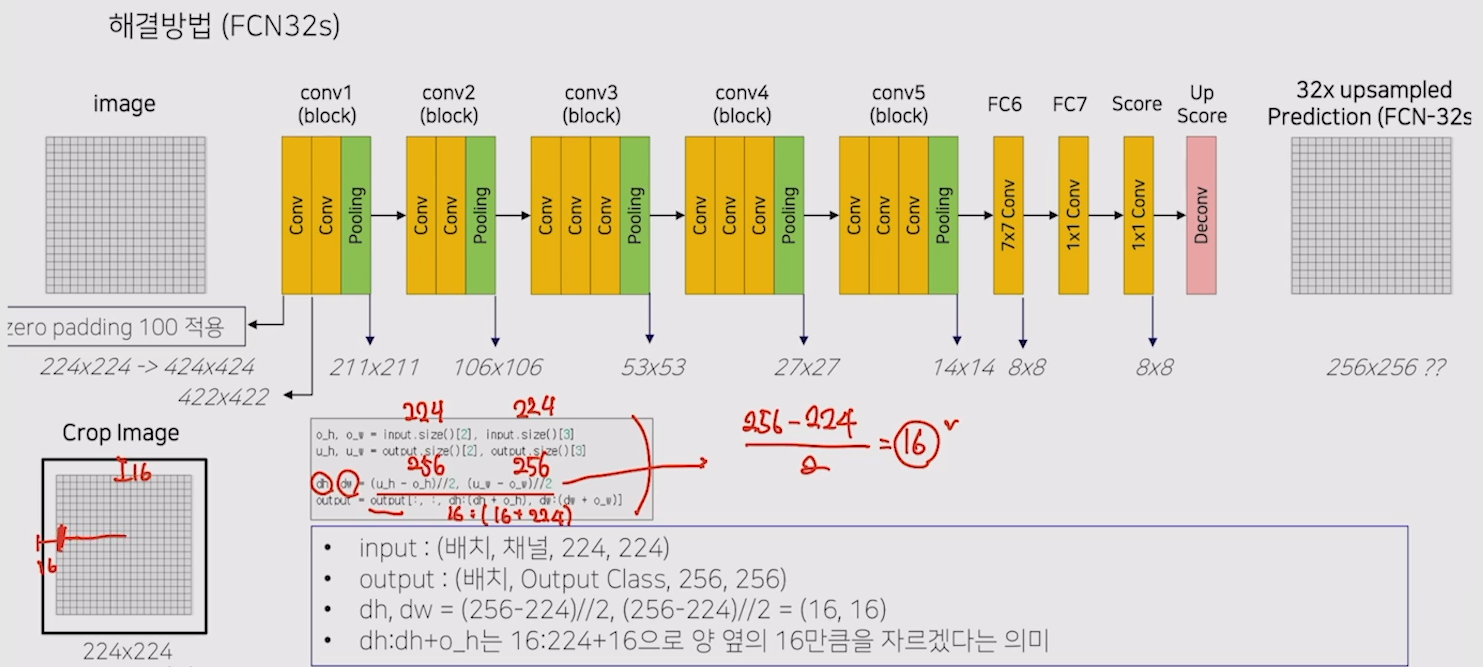 해결방법 (FCN32s)
image
conv1
(block)
conv2
(block)
conv3
(block)
conv4
(block)
conv5
(block)
FC6
FC7
Score
Up
Score
32x upsampled
Prediction (FCN-32s
Conv
Conv
Pooling
Conv
Conv
Pooling
Conv
Conv
Conv
Pooling
Conv
Conv
Conv
Pooling
Conv
Conv
Conv
Pooling
7x7 Conv
1x1 Conv
1x1 Conv
Deconv
zero padding 100 적용
224x224 -> 424x424
211x211
106x106
53x53
27x27
14x14
8x8
8x8
256x256 ??
422x422
224 224
256-224
2
= 16
Crop Image
16
16
o_h, o_w = input.size()[2], input.size()[3]
u_h, u_w = output.size()[2], output.size()[3]
256 256
dh, dw = (u_h - o_h)//2, (u_w - o_w)//2
output = output[:, :, dh:(dh + o_h), dw:(dw + o_w)]
16 : (16+224)
224x224
• input : (배치, 채널, 224, 224)
• output : (배치, Output Class, 256, 256)
• dh, dw = (256-224)//2, (256-224)//2 = (16, 16)
• dh:dh+o_h는 16:224+16으로 양 옆의 16만큼을 자르겠다는 의미